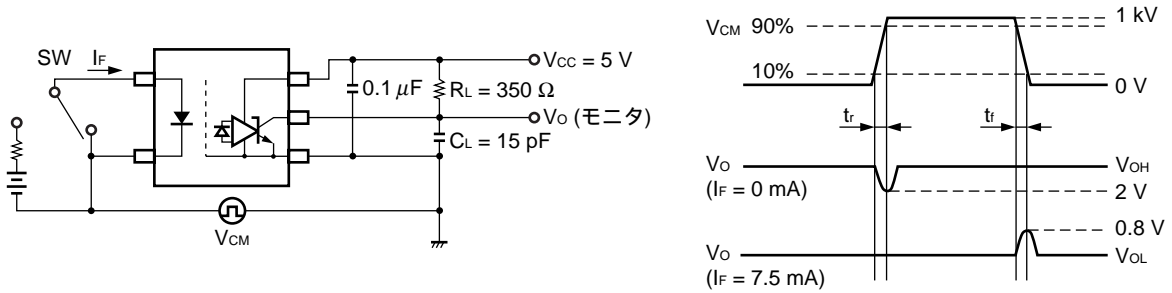 SW
IF
VCC = 5 V
0.1 μF
RL = 350 Ω
VO (モニタ)
CL = 15 pF
VCM
VCM 90%
10%
1 kV
0 V
tr
tf
VO
(IF = 0 mA)
VOH
2 V
0.8 V
VO
(IF = 7.5 mA)
VOL